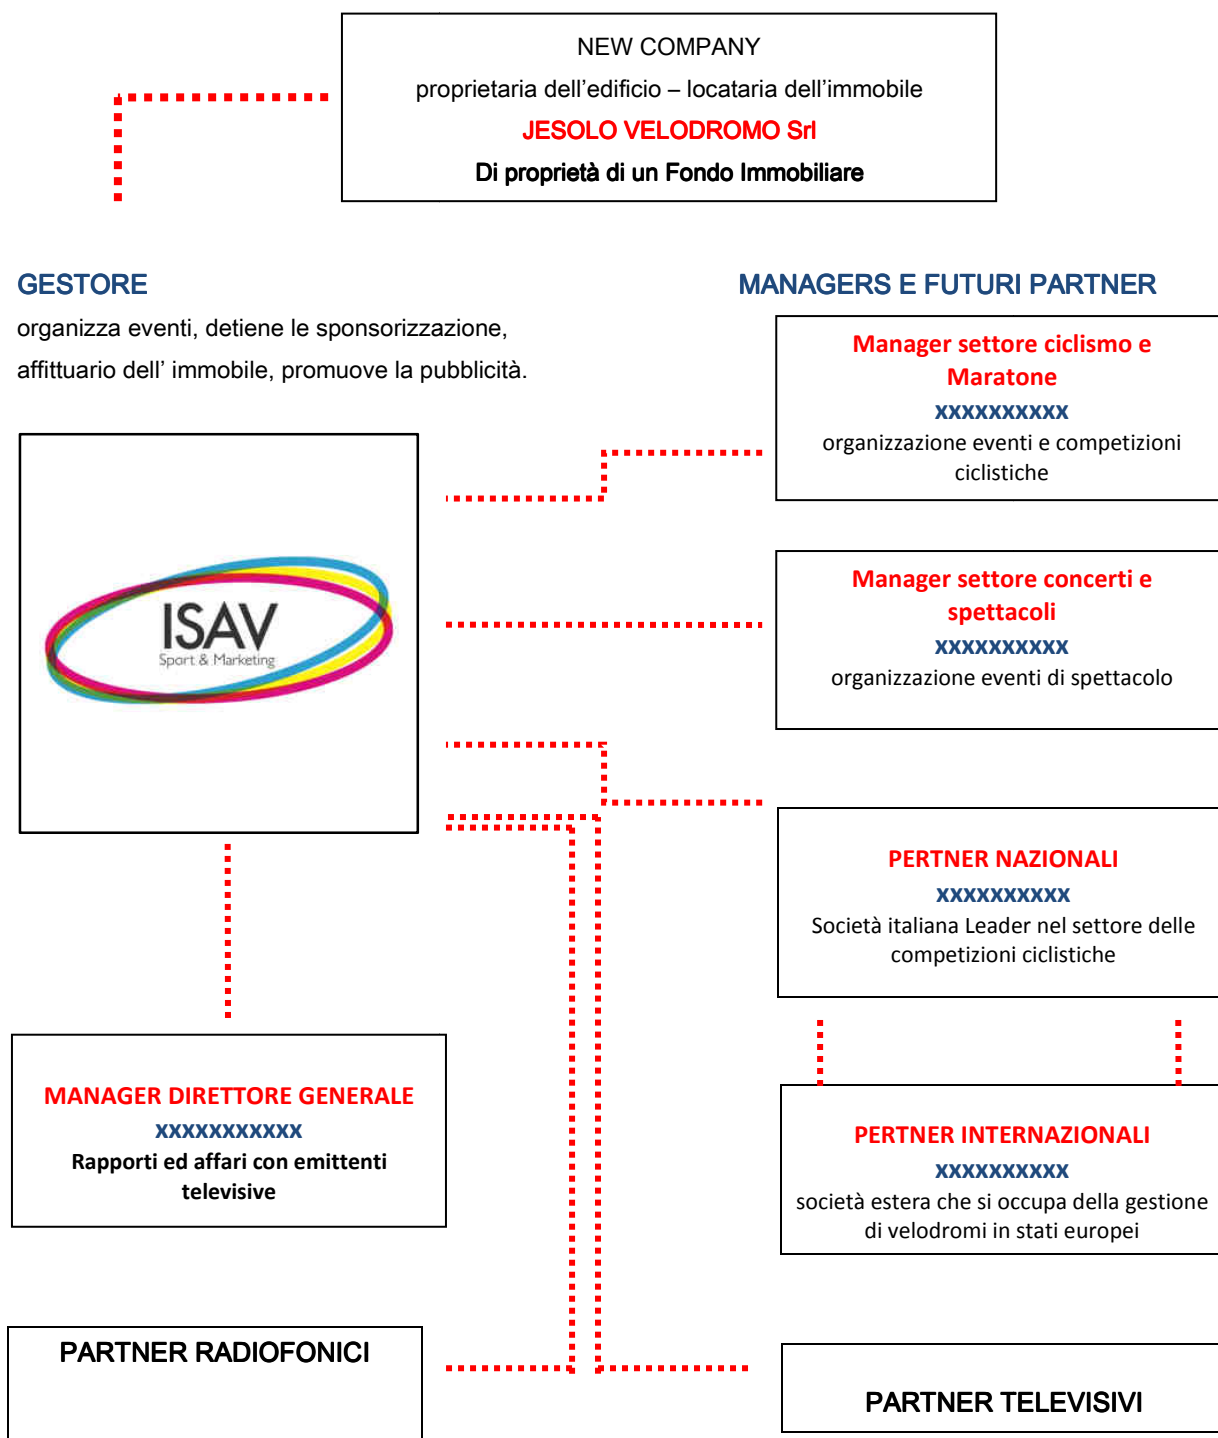 NEW COMPANY
proprietaria dell'edificio – locataria dell'immobile
JESOLO VELODROMO Srl
Di proprietà di un Fondo Immobiliare
GESTORE
organizza eventi, detiene le sponsorizzazione,
affittuario dell' immobile, promuove la pubblicità.
ISAV
Sport & Marketing
MANAGERS E FUTURI PARTNER
Manager settore ciclismo e
Maratone
xxxxxxxxxx
organizzazione eventi e competizioni
ciclistiche
Manager settore concerti e
spettacoli
xxxxxxxxxx
organizzazione eventi di spettacolo
PERTNER NAZIONALI
xxxxxxxxxx
Società italiana Leader nel settore delle
competizioni ciclistiche
MANAGER DIRETTORE GENERALE
xxxxxxxxxxx
Rapporti ed affari con emittenti
televisive
PERTNER INTERNAZIONALI
xxxxxxxxxx
società estera che si occupa della gestione
di velodromi in stati europei
PARTNER RADIOFONICI
PARTNER TELEVISIVI